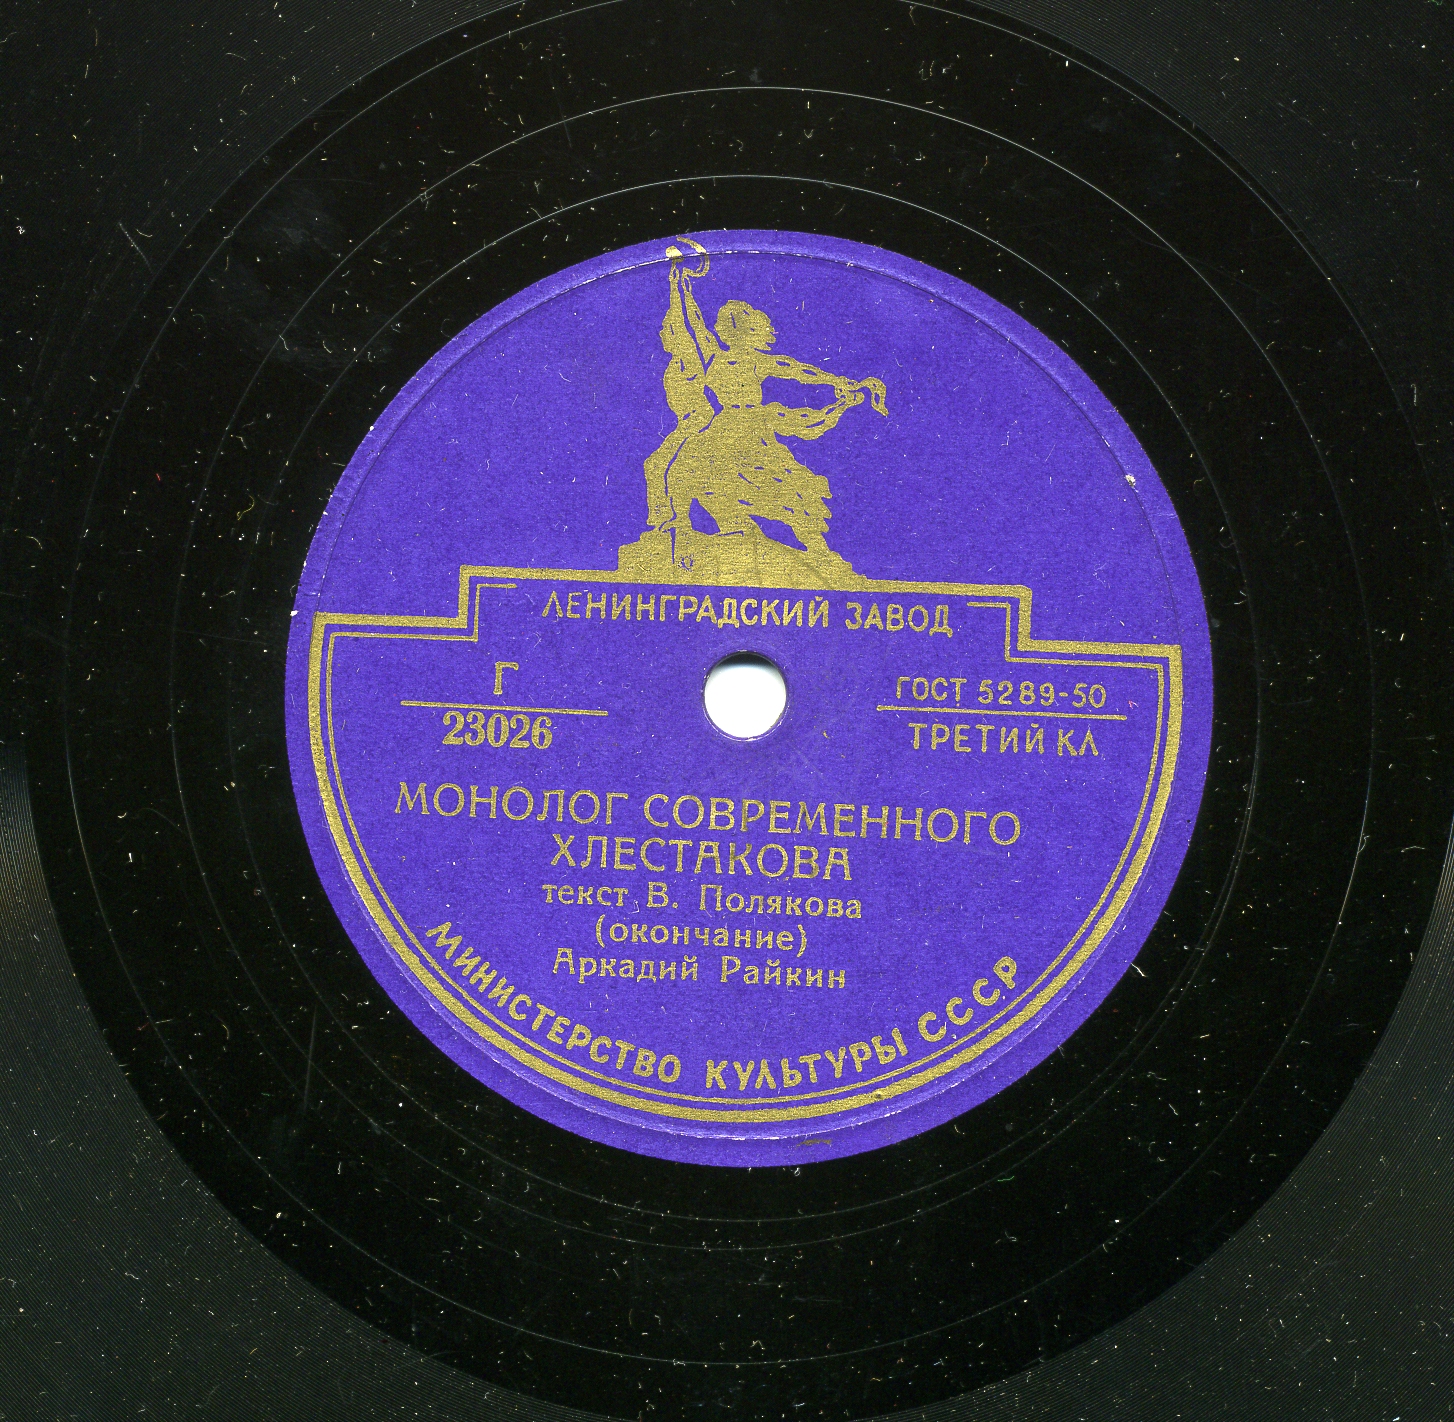 ЛЕНИНГРАДСКИЙ ЗАВОД
Г
23026
ГОСТ 5289-50
ТРЕТИЙ КЛ
МОНОЛОГ СОВРЕМЕННОГО
ХЛЕСТАКОВА
текст В. Полякова
(окончание)
Аркадий Райкин
МИНИСТЕРСТВО КУЛЬТУРЫ СССР